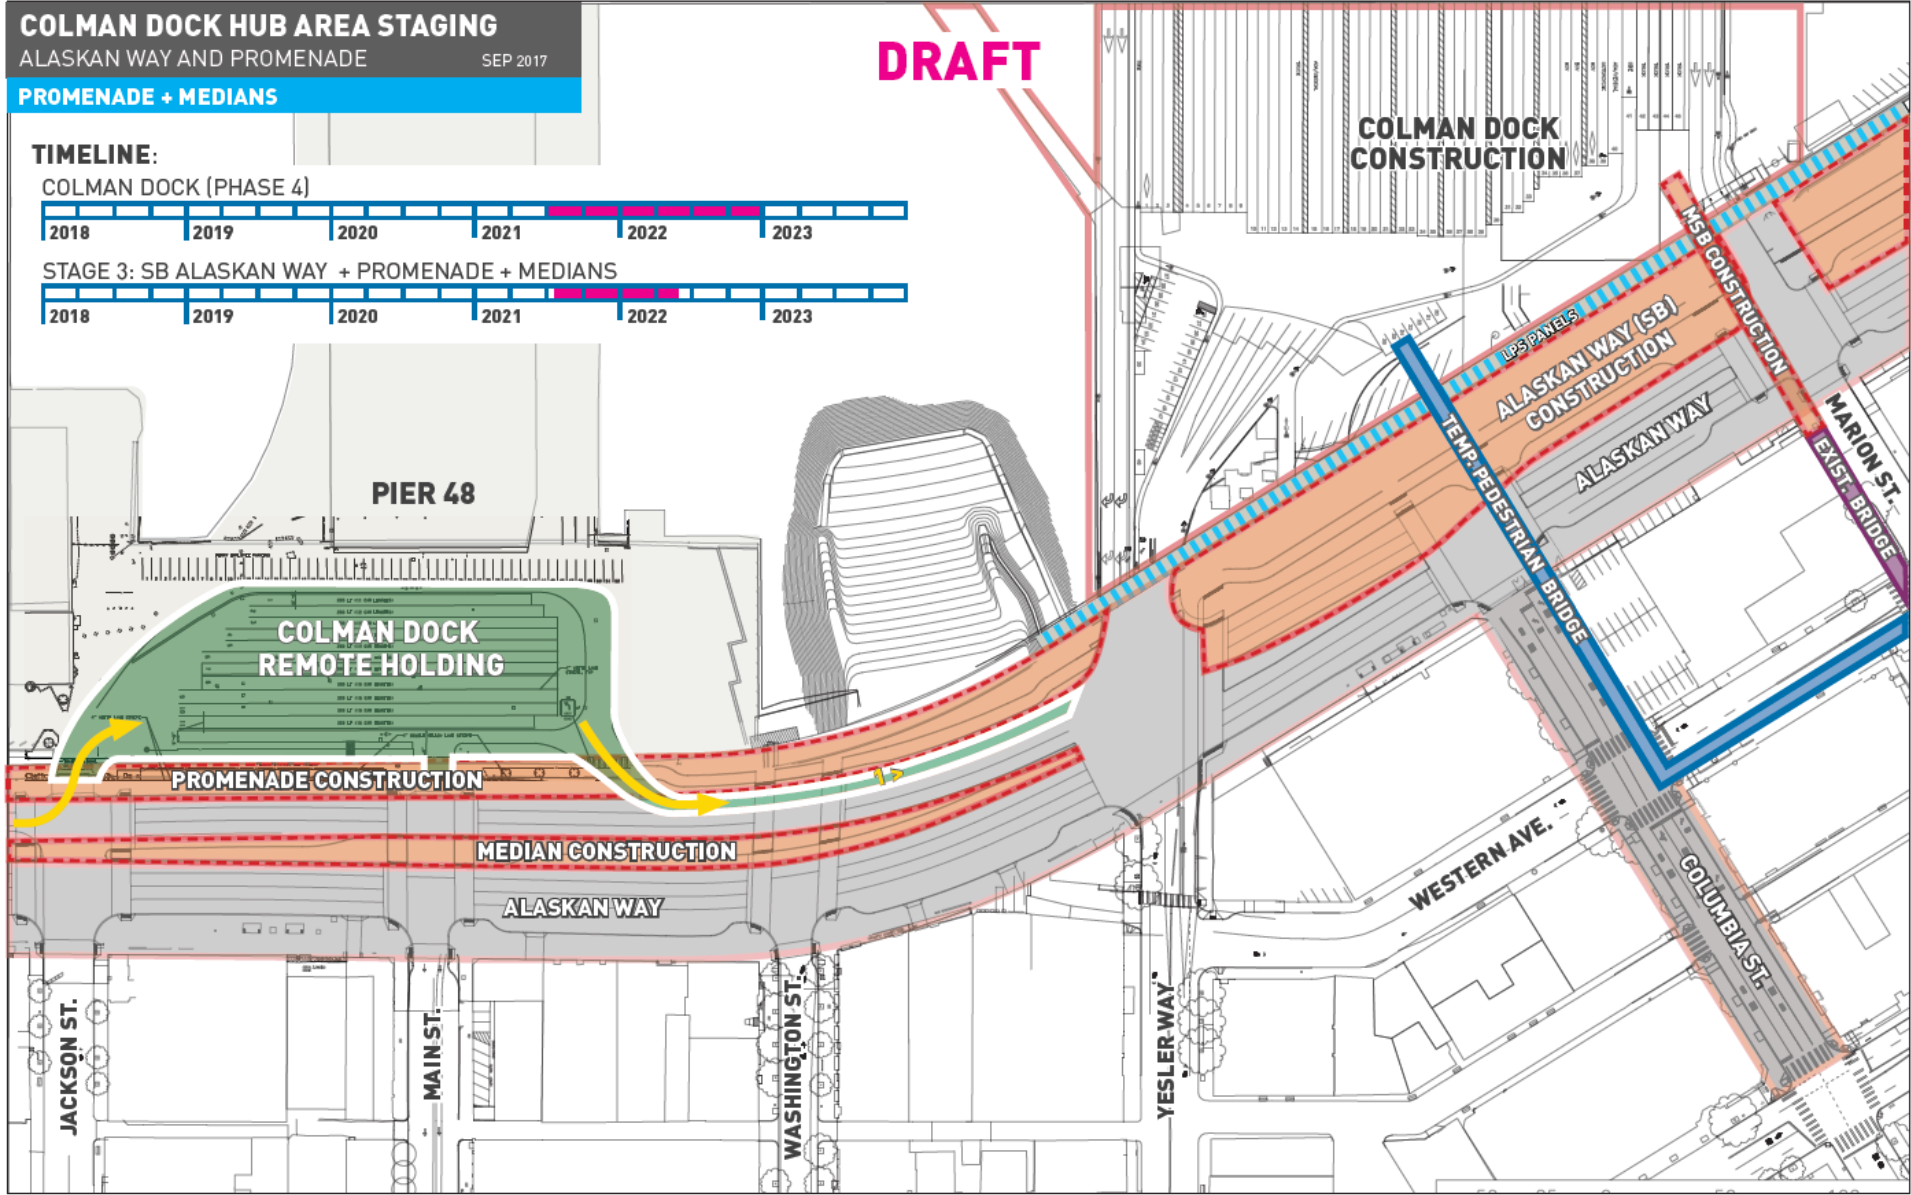 COLMAN DOCK HUB AREA STAGING
ALASKAN WAY AND PROMENADE
SEP 2017
PROMENADE + MEDIANS
DRAFT
TIMELINE:
COLMAN DOCK (PHASE 4)
2018
2019
2020
2021
2022
2023
STAGE 3: SB ALASKAN WAY + PROMENADE + MEDIANS
2018
2019
2020
2021
2022
2023
COLMAN DOCK
CONSTRUCTION
MSB CONSTRUCTION
LPS PANELS
ALASKAN WAY (SB)
CONSTRUCTION
ALASKAN WAY
MARION ST.
EXIST. BRIDGE
TEMP. PEDESTRIAN BRIDGE
PIER 48
COLMAN DOCK
REMOTE HOLDING
PROMENADE CONSTRUCTION
1 >
MEDIAN CONSTRUCTION
ALASKAN WAY
WESTERN AVE.
COLUMBIA ST.
JACKSON ST.
MAIN ST.
WASHINGTON ST.
YESLER WAY